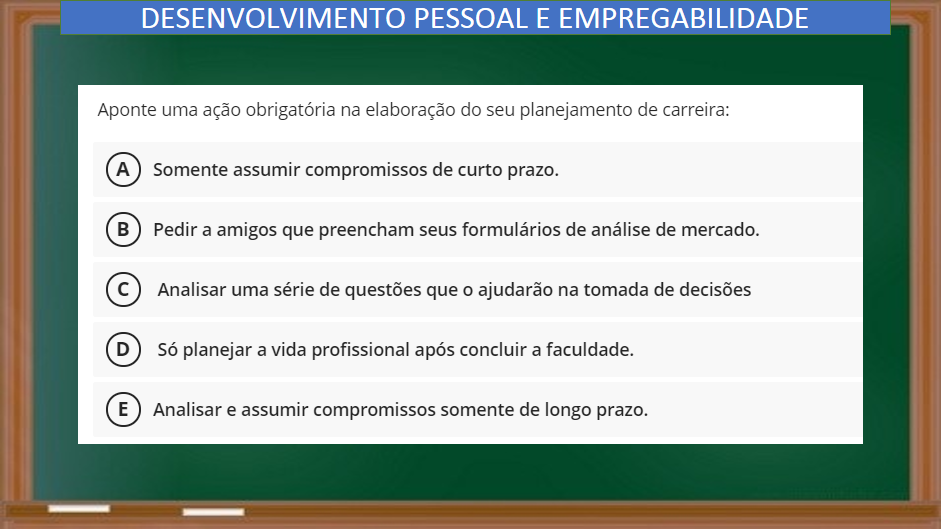 DESENVOLVIMENTO PESSOAL E EMPREGABILIDADE
Aponte uma ação obrigatória na elaboração do seu planejamento de carreira:
A Somente assumir compromissos de curto prazo.
B Pedir a amigos que preencham seus formulários de análise de mercado.
C Analisar uma série de questões que o ajudarão na tomada de decisões
D Só planejar a vida profissional após concluir a faculdade.
E Analisar e assumir compromissos somente de longo prazo.